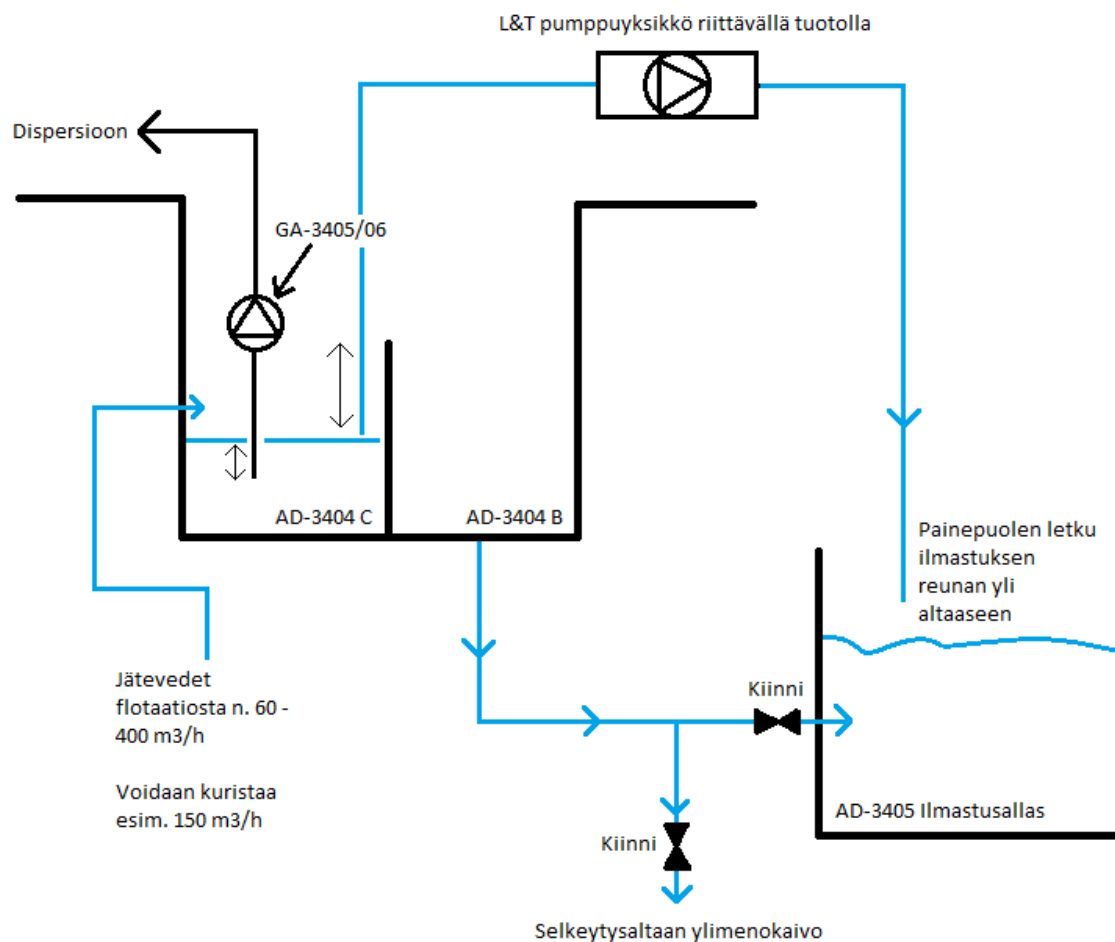 L&T pumppuyksikkö riittävällä tuotolla
Dispersioon
GA-3405/06
AD-3404 C
AD-3404 B
Painepuolen letku
ilmastuksen
reunan yli
altaaseen
Jätevedet
flotaatiosta n. 60 -
400 m3/h
Voidaan kuristaa
esim. 150 m3/h
Kiinni
AD-3405 Ilmastusallas
Kiinni
Selkeytysaltaan ylimenokaivo